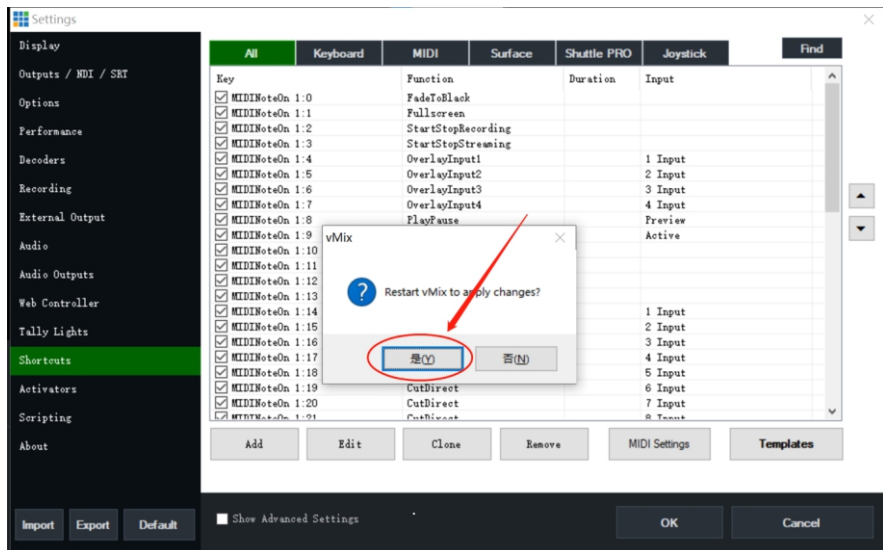 Settings
Display
Outputs / NDI / SRT
Options
Performance
Decoders
Recording
External Output
Audio
Audio Outputs
Web Controller
Tally Lights
Shortcuts
Activators
Scripting
About
Import Export Default
All Keyboard MIDI Surface Shuttle PRO Joystick Find
Key Function Duration Input
MIDINoteOn 1:0 FadeToBlack
MIDINoteOn 1:1 Fullscreen
MIDINoteOn 1:2 StartStopRecording
MIDINoteOn 1:3 StartStopStreaming
MIDINoteOn 1:4 OverlayInput1 1 Input
MIDINoteOn 1:5 OverlayInput2 2 Input
MIDINoteOn 1:6 OverlayInput3 3 Input
MIDINoteOn 1:7 OverlayInput4 4 Input
MIDINoteOn 1:8 PlayPause Preview
MIDINoteOn 1:9 Active
MIDINoteOn 1:10
MIDINoteOn 1:11
MIDINoteOn 1:12
MIDINoteOn 1:13
MIDINoteOn 1:14 1 Input
MIDINoteOn 1:15 2 Input
MIDINoteOn 1:16 3 Input
MIDINoteOn 1:17 4 Input
MIDINoteOn 1:18 5 Input
MIDINoteOn 1:19 CutDirect 6 Input
MIDINoteOn 1:20 CutDirect 7 Input
MIDINoteOn 1:21 CutDirect 8 Input
vMix
Restart vMix to apply changes?
是(Y) 否(N)
Add Edit Clone Remove MIDI Settings Templates
Show Advanced Settings
OK Cancel